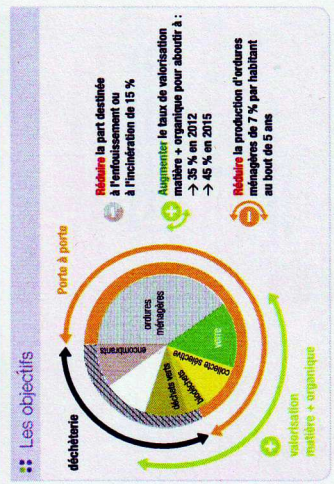 Les objectifs
déchèterie
Porte à porte
encombrants
ordures
ménagères
verre
collecte sélective
biodéchets
déchets verts
valorisation
matière + organique
Réduire la part destinée
à l'enfouissement ou
à l'incinération de 15 %
Augmenter le taux de valorisation
matière + organique pour aboutir à :
→ 35 % en 2012
→ 45 % en 2015
Réduire la production d'ordures
ménagères de 7 % par habitant
au bout de 5 ans